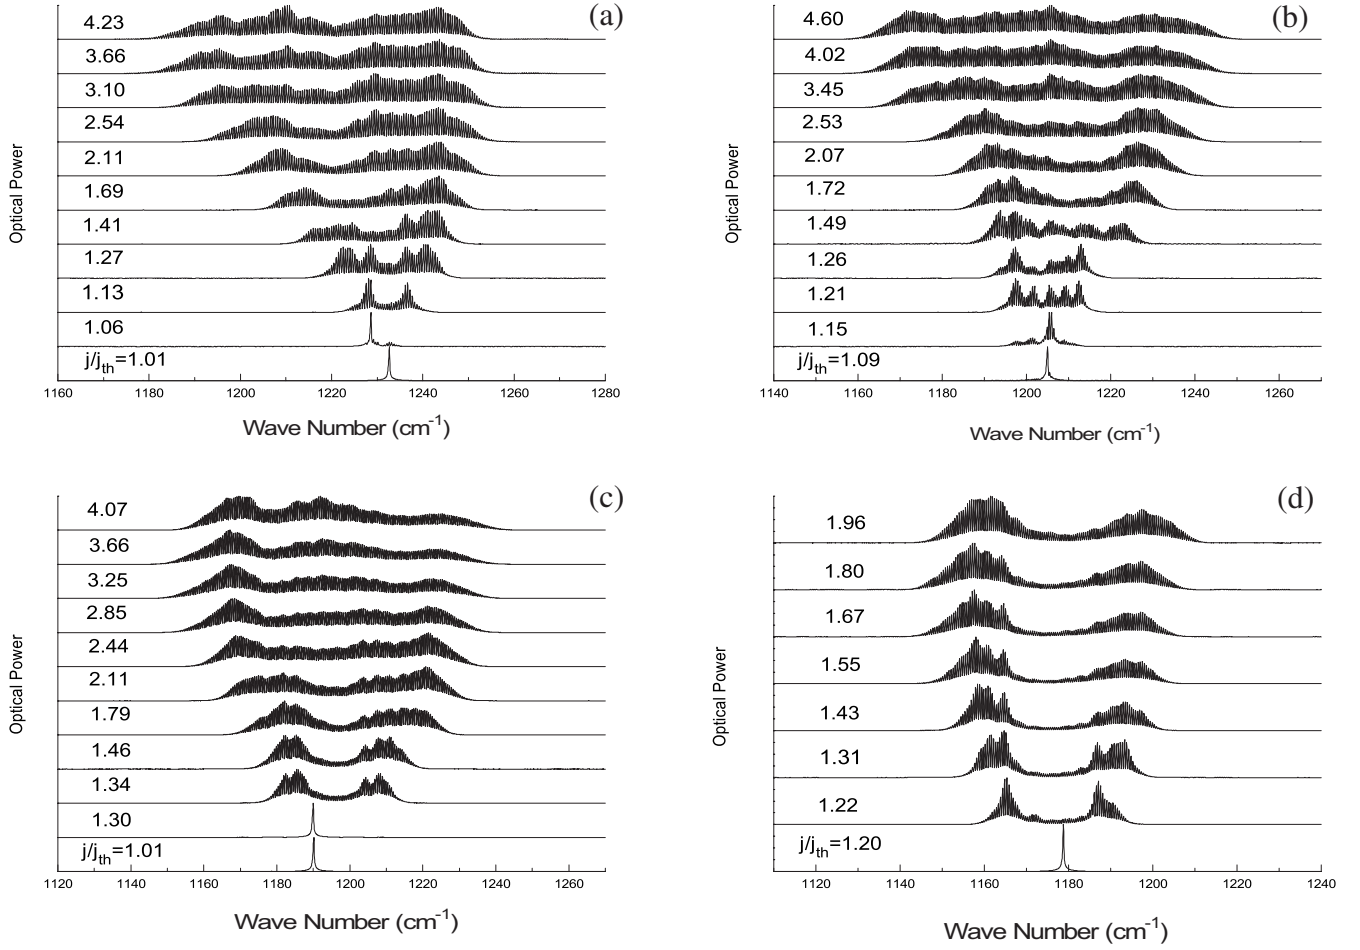 (a)
4.23
3.66
3.10
2.54
2.11
1.69
1.41
1.27
1.13
1.06
j/jth=1.01
Optical Power
1160 1180 1200 1220 1240 1260 1280
Wave Number (cm-1)
(b)
4.60
4.02
3.45
2.53
2.07
1.72
1.49
1.26
1.21
1.15
j/jth=1.09
Optical Power
1140 1160 1180 1200 1220 1240 1260
Wave Number (cm-1)
(c)
4.07
3.66
3.25
2.85
2.44
2.11
1.79
1.46
1.34
1.30
j/jth=1.01
Optical Power
1120 1140 1160 1180 1200 1220 1240 1260
Wave Number (cm-1)
(d)
1.96
1.80
1.67
1.55
1.43
1.31
1.22
j/jth=1.20
Optical Power
1120 1140 1160 1180 1200 1220 1240
Wave Number (cm-1)